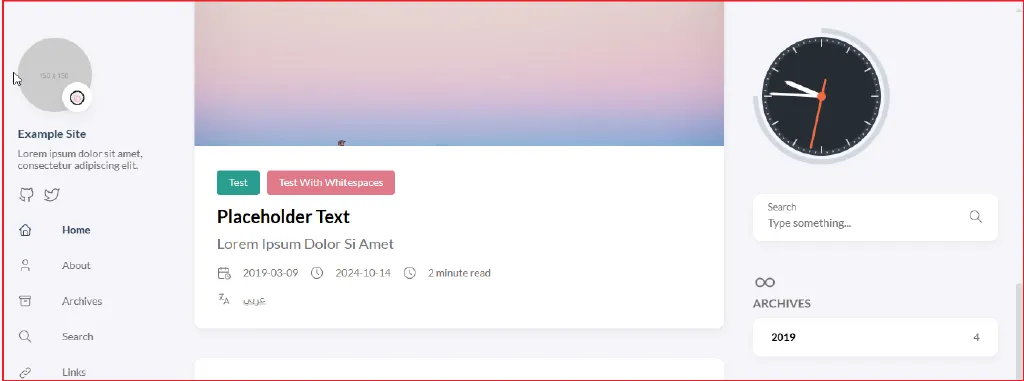 150 x 150
Example Site
Lorem ipsum dolor sit amet,
consectetur adipiscing elit.
Home
About
Archives
Search
Links
Test
Test With Whitespaces
Placeholder Text
Lorem Ipsum Dolor Si Amet
2019-03-09
2024-10-14
2 minute read
عربي
Search
Type something...
ARCHIVES
2019
4